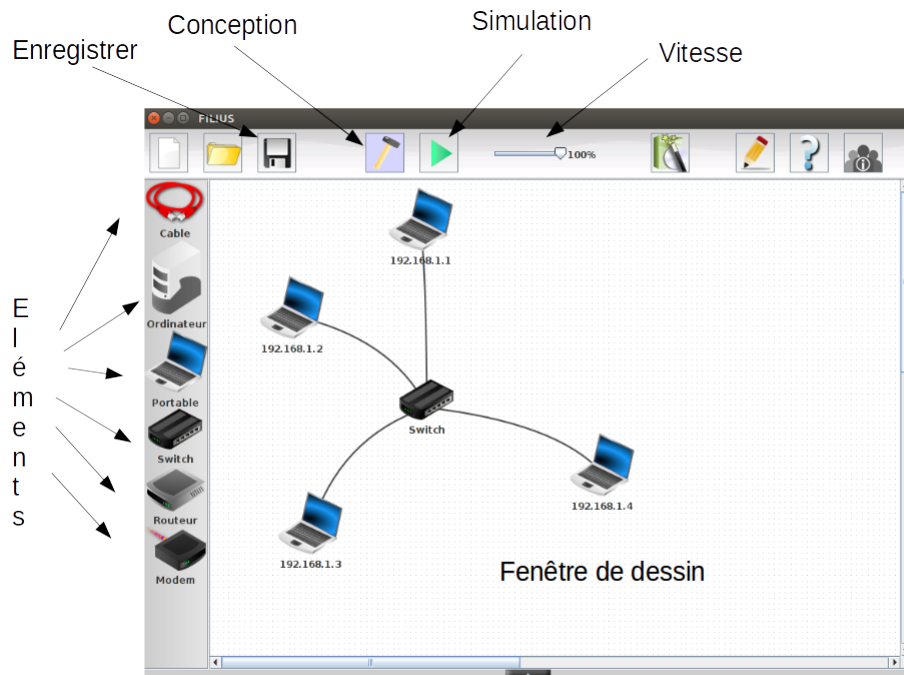 Conception
Simulation
Enregistrer
Vitesse
FILIUS
100%
Cable
Ordinateur
Portable
Switch
Routeur
Modem
E
l
é
m
e
n
t
s
192.168.1.1
192.168.1.2
Switch
192.168.1.4
192.168.1.3
Fenêtre de dessin